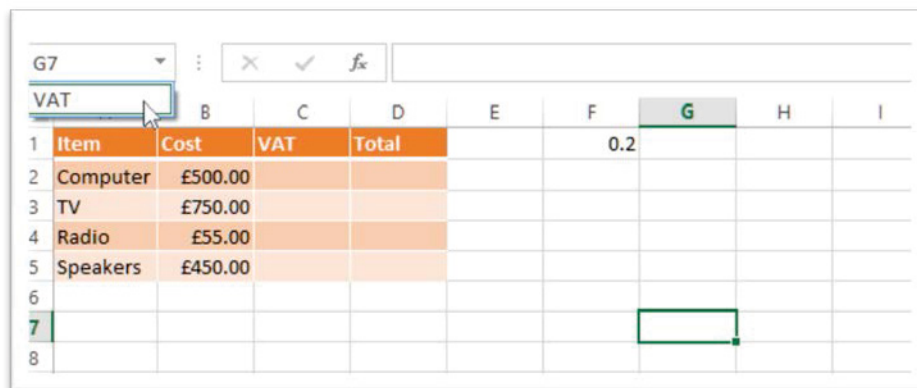 G7 fx
VAT
B C D E F G H I
1 Item Cost VAT Total 0.2
2 Computer £500.00
3 TV £750.00
4 Radio £55.00
5 Speakers £450.00
6
7
8